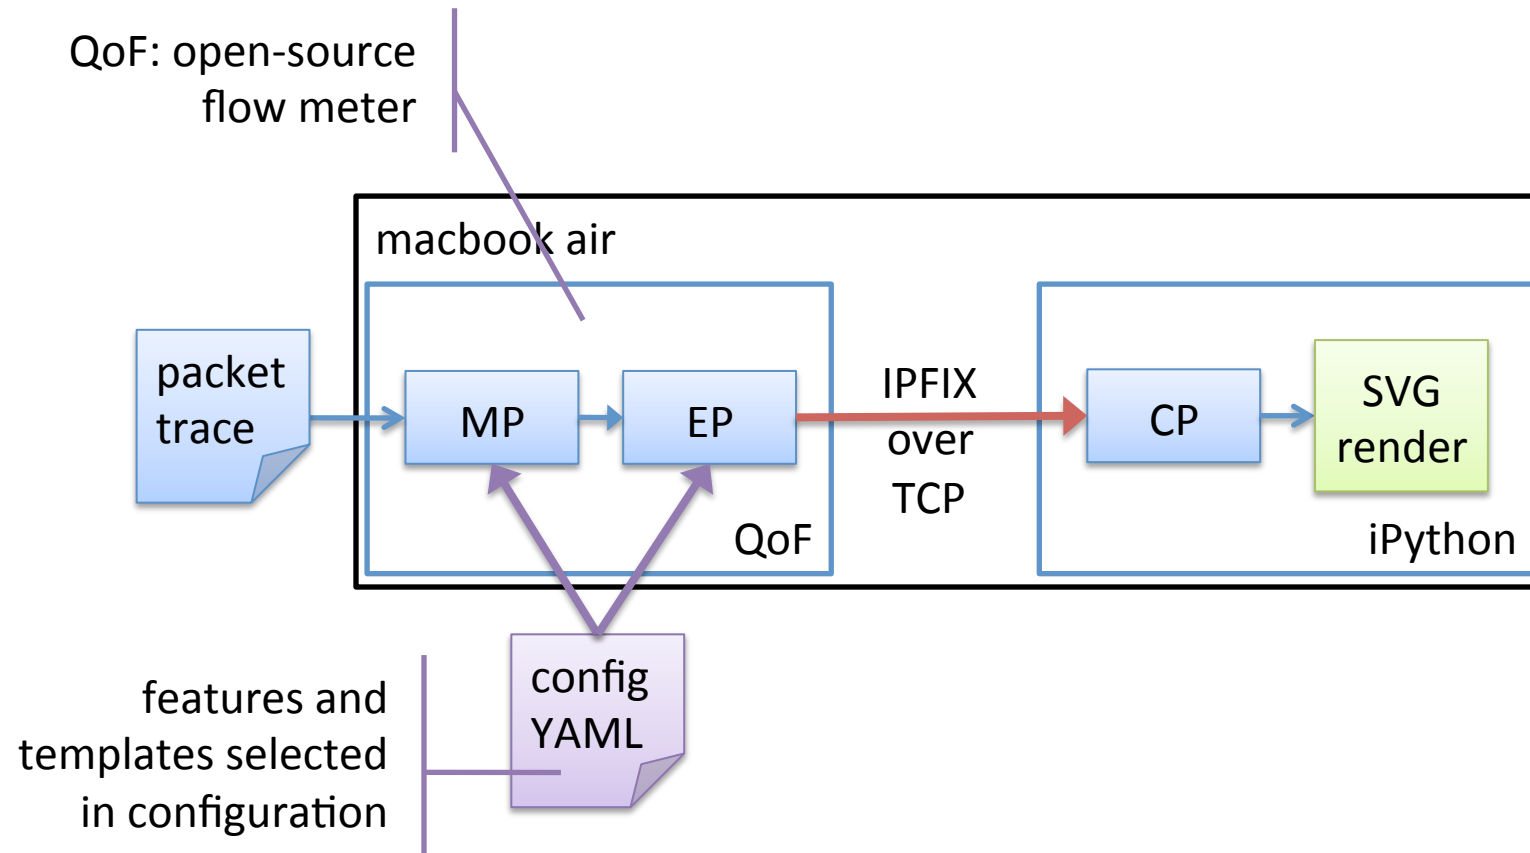 QoF: open-source
flow meter
macbook air
packet
trace
MP
EP
IPFIX
over
TCP
CP
SVG
render
QoF
iPython
config
YAML
features and
templates selected
in configuration